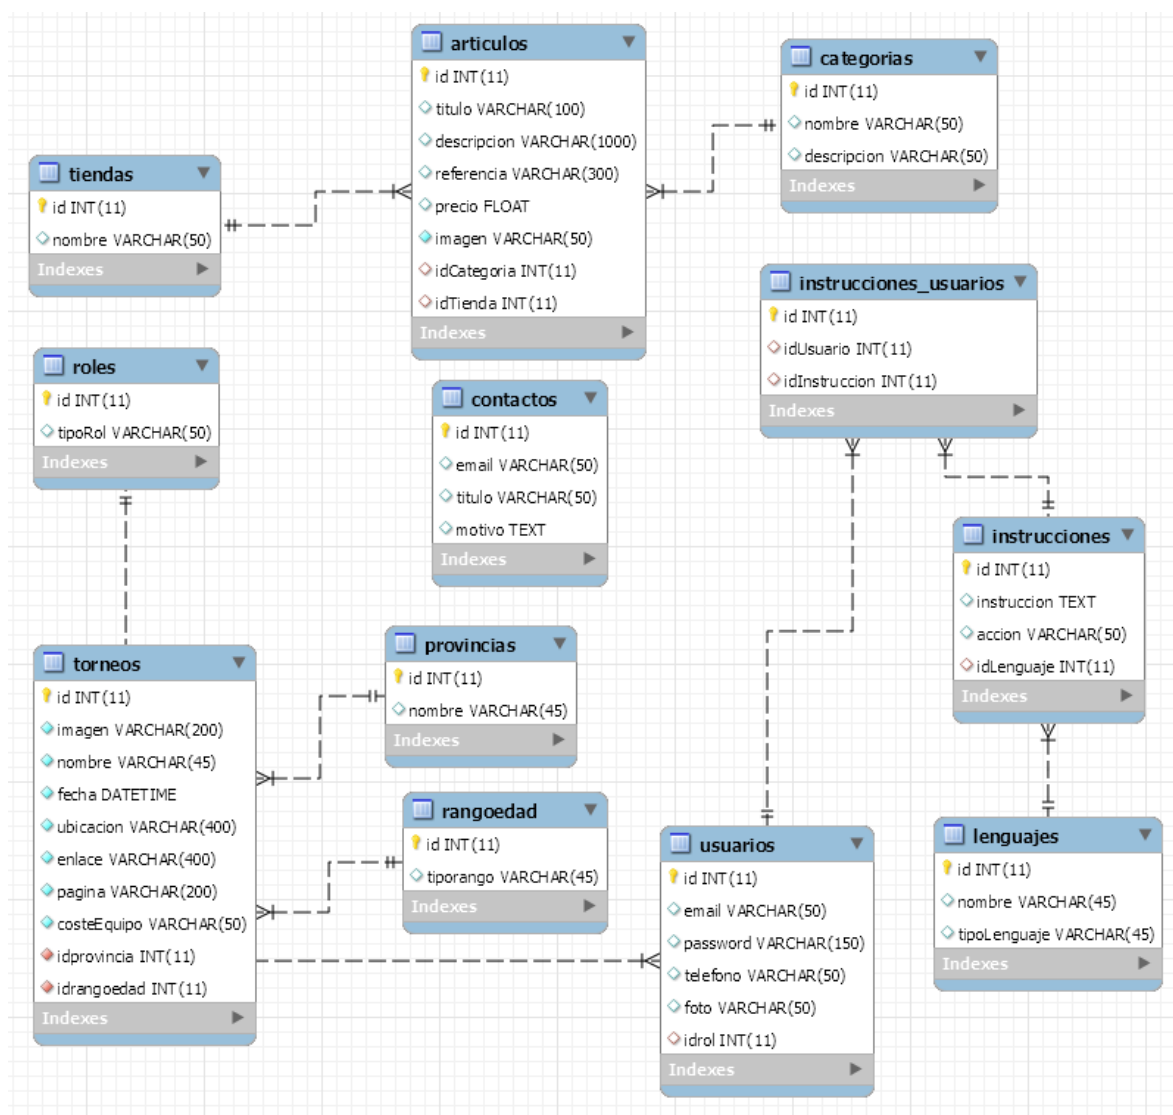 articulos
id INT(11)
titulo VARCHAR(100)
descripcion VARCHAR(1000)
referencia VARCHAR(300)
precio FLOAT
imagen VARCHAR(50)
idCategoria INT(11)
idTienda INT(11)
Indexes
categorias
id INT(11)
nombre VARCHAR(50)
descripcion VARCHAR(50)
Indexes
tiendas
id INT(11)
nombre VARCHAR(50)
Indexes
instrucciones_usuarios
id INT(11)
idUsuario INT(11)
idInstruccion INT(11)
Indexes
roles
id INT(11)
tipoRol VARCHAR(50)
Indexes
contactos
id INT(11)
email VARCHAR(50)
titulo VARCHAR(50)
motivo TEXT
Indexes
instrucciones
id INT(11)
instruccion TEXT
accion VARCHAR(50)
idLenguaje INT(11)
Indexes
torneos
id INT(11)
imagen VARCHAR(200)
nombre VARCHAR(45)
fecha DATETIME
ubicacion VARCHAR(400)
enlace VARCHAR(400)
pagina VARCHAR(200)
costeEquipo VARCHAR(50)
idprovincia INT(11)
idrangoedad INT(11)
Indexes
provincias
id INT(11)
nombre VARCHAR(45)
Indexes
rangoedad
id INT(11)
tiporango VARCHAR(45)
Indexes
usuarios
id INT(11)
email VARCHAR(50)
password VARCHAR(150)
telefono VARCHAR(50)
foto VARCHAR(50)
idrol INT(11)
Indexes
lenguajes
id INT(11)
nombre VARCHAR(45)
tipoLenguaje VARCHAR(45)
Indexes